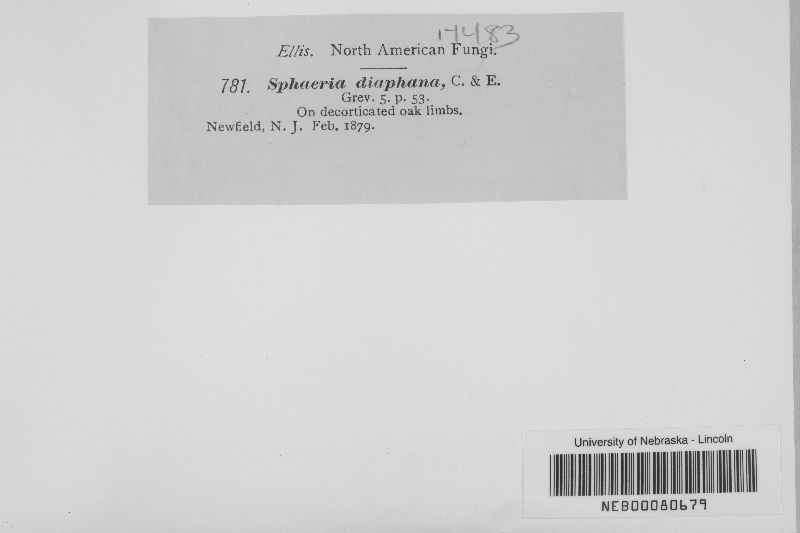 17483
Ellis. North American Fungi.
781. Sphaeria diaphana, C. & E.
Grev. 5. p. 53.
On decorticated oak limbs.
Newfield, N. J. Feb. 1879.
University of Nebraska - Lincoln
NEB00080679